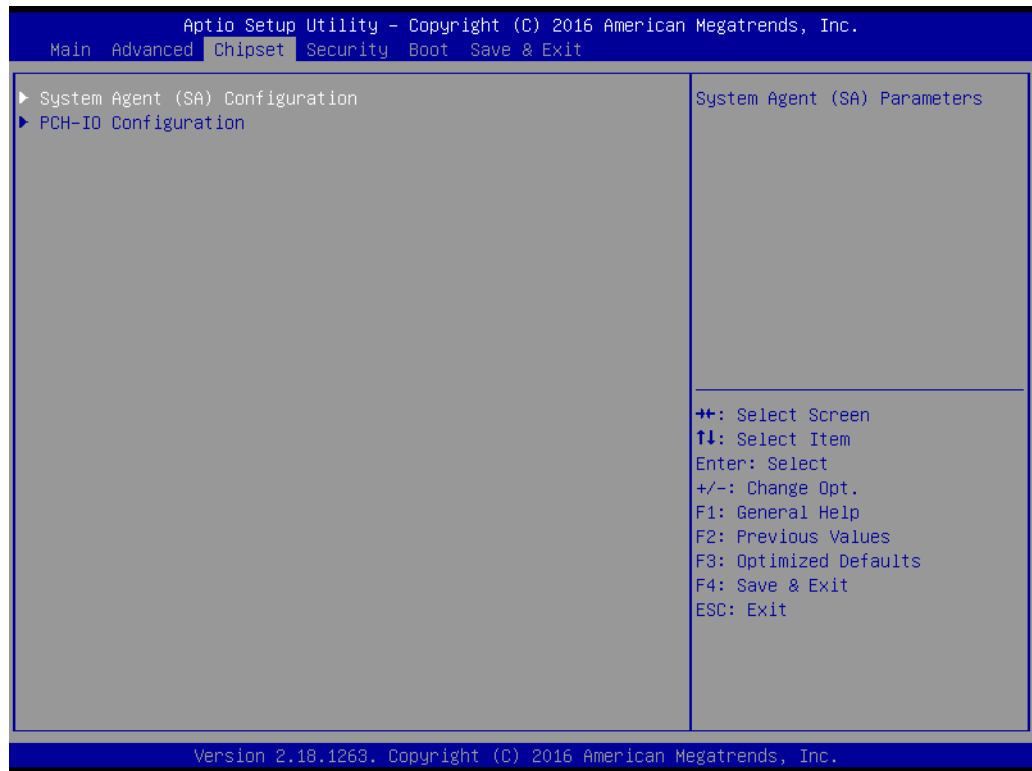 Aptio Setup Utility – Copyright (C) 2016 American Megatrends, Inc.
Main Advanced Chipset Security Boot Save & Exit
▶ System Agent (SA) Configuration
▶ PCH-IO Configuration
System Agent (SA) Parameters
→←: Select Screen
↑↓: Select Item
Enter: Select
+/-: Change Opt.
F1: General Help
F2: Previous Values
F3: Optimized Defaults
F4: Save & Exit
ESC: Exit
Version 2.18.1263. Copyright (C) 2016 American Megatrends, Inc.